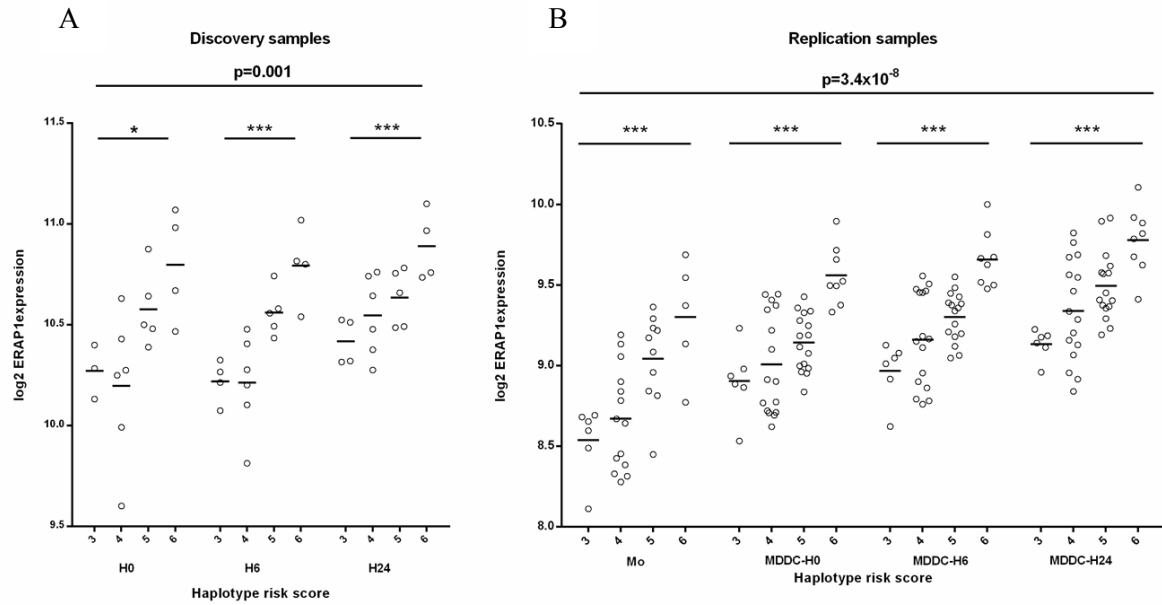 A
Discovery samples
p=0.001
* *** ***
11.5
11.0
10.5
10.0
9.5
log2 ERAP1expression
3 4 5 6 3 4 5 6 3 4 5 6
H0 H6 H24
Haplotype risk score
B
Replication samples
p=3.4x10-8
*** *** *** ***
10.5
10.0
9.5
9.0
8.5
8.0
log2 ERAP1expression
3 4 5 6 3 4 5 6 3 4 5 6 3 4 5 6
Mo MDDC-H0 MDDC-H6 MDDC-H24
Haplotype risk score